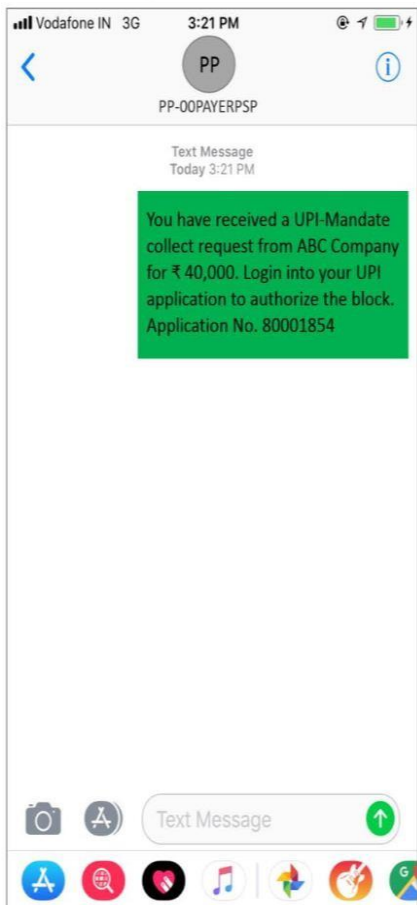 Vodafone IN 3G 3:21 PM
PP
PP-00PAYERPSP
Text Message
Today 3:21 PM
You have received a UPI-Mandate
collect request from ABC Company
for ₹ 40,000. Login into your UPI
application to authorize the block.
Application No. 80001854
Text Message